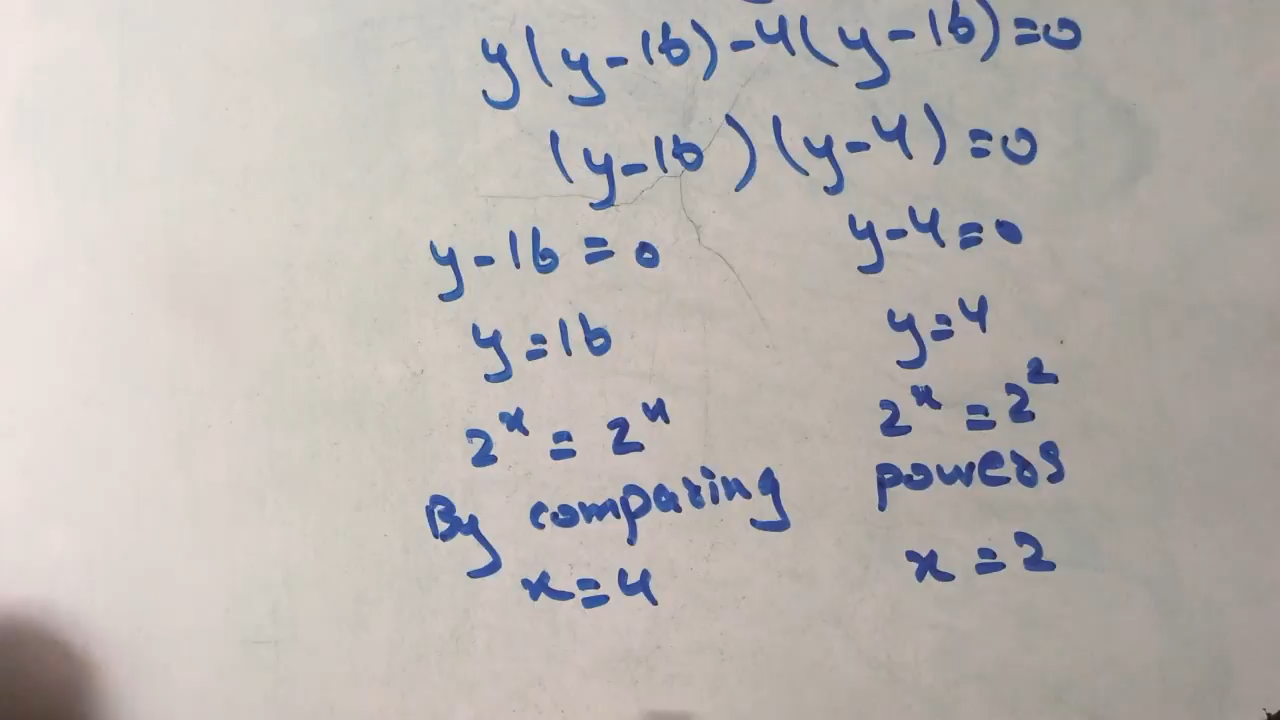 y(y-16)-4(y-16)=0
(y-16)(y-4)=0
y-16=0 y-4=0
y=16 y=4
2^x=2^4 2^x=2^2
By comparing powers
x=4 x=2